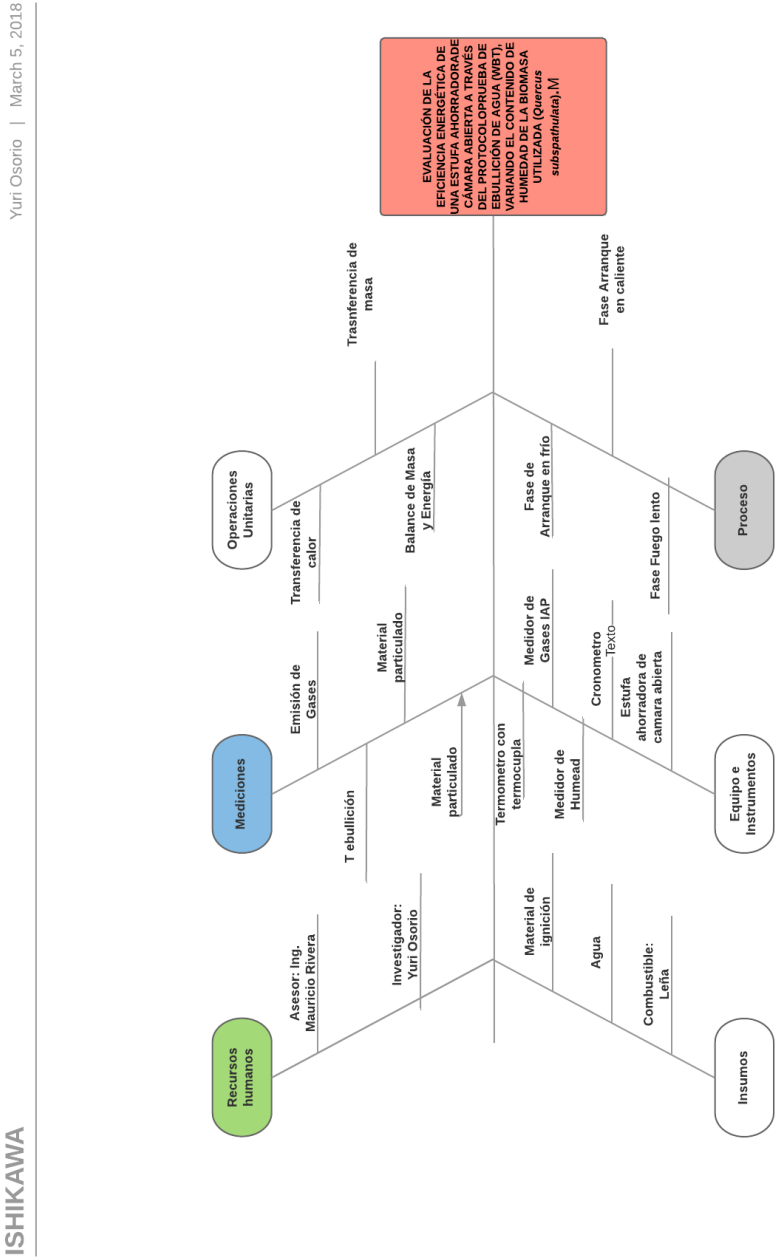 ISHIKAWA
Yuri Osorio | March 5, 2018
Recursos
humanos
Mediciones
Operaciones
Unitarias
Asesor: Ing.
Mauricio Rivera
Emisión de
Gases
Transferencia de
calor
Trasnferencia de
masa
T ebullición
Investigador:
Yuri Osorio
Material
particulado
Balance de Masa
y Energía
Material
particulado
EVALUACIÓN DE LA
EFICIENCIA ENERGÉTICA DE
UNA ESTUFA AHORRADORADE
CÁMARA ABIERTA A TRAVÉS
DEL PROTOCOLOPRUEBA DE
EBULLICIÓN DE AGUA (WBT),
VARIANDO EL CONTENIDO DE
HUMEDAD DE LA BIOMASA
UTILIZADA (Quercus
subspathulata).M
Termometro con
termocupla
Material de
ignición
Medidor de
Gases IAP
Fase de
Arranque en frío
Medidor de
Humead
Agua
Cronometro
Texto
Fase Arranque
en caliente
Combustible:
Leña
Estufa
ahorradora de
camara abierta
Fase Fuego lento
Insumos
Equipo e
Instrumentos
Proceso